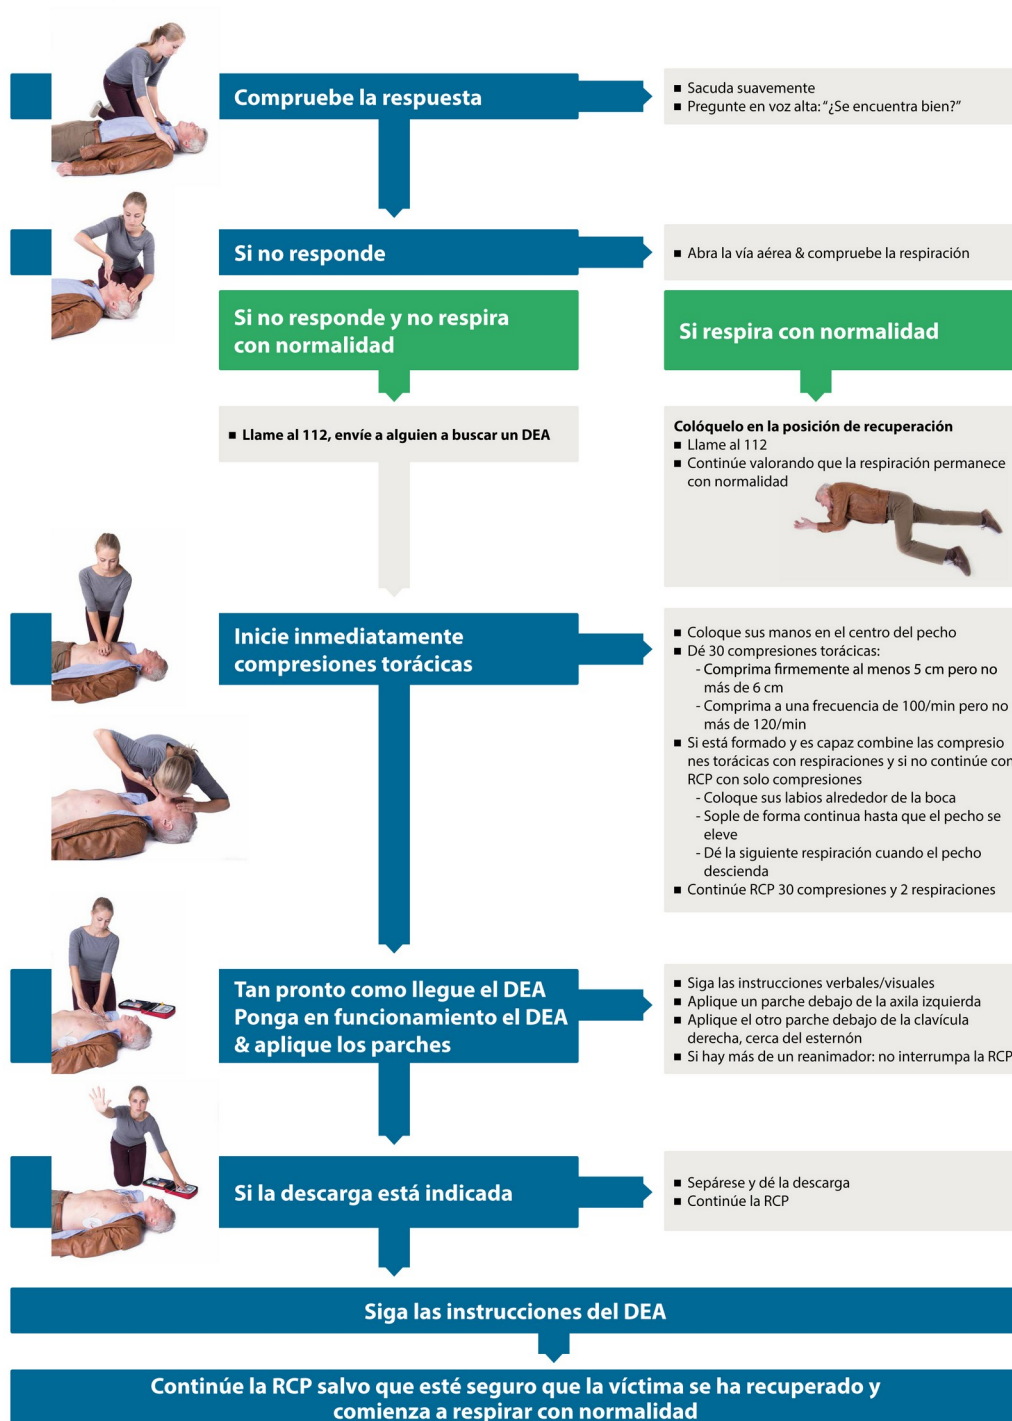 Compruebe la respuesta
■ Sacuda suavemente
■ Pregunte en voz alta: “¿Se encuentra bien?”
Si no responde
■ Abra la vía aérea & compruebe la respiración
Si no responde y no respira
con normalidad
Si respira con normalidad
■ Llame al 112, envíe a alguien a buscar un DEA
Colóquelo en la posición de recuperación
■ Llame al 112
■ Continúe valorando que la respiración permanece
con normalidad
Inicie inmediatamente
compresiones torácicas
■ Coloque sus manos en el centro del pecho
■ Dé 30 compresiones torácicas:
- Comprima firmemente al menos 5 cm pero no
más de 6 cm
- Comprima a una frecuencia de 100/min pero no
más de 120/min
■ Si está formado y es capaz combine las compresio
nes torácicas con respiraciones y si no continúe con
RCP con solo compresiones
- Coloque sus labios alrededor de la boca
- Sople de forma continua hasta que el pecho se
eleve
- Dé la siguiente respiración cuando el pecho
descienda
■ Continúe RCP 30 compresiones y 2 respiraciones
Tan pronto como llegue el DEA
Ponga en funcionamiento el DEA
& aplique los parches
■ Siga las instrucciones verbales/visuales
■ Aplique un parche debajo de la axila izquierda
■ Aplique el otro parche debajo de la clavícula
derecha, cerca del esternón
■ Si hay más de un reanimador: no interrumpa la RCP
Si la descarga está indicada
■ Sepárese y dé la descarga
■ Continúe la RCP
Siga las instrucciones del DEA
Continúe la RCP salvo que esté seguro que la víctima se ha recuperado y
comienza a respirar con normalidad